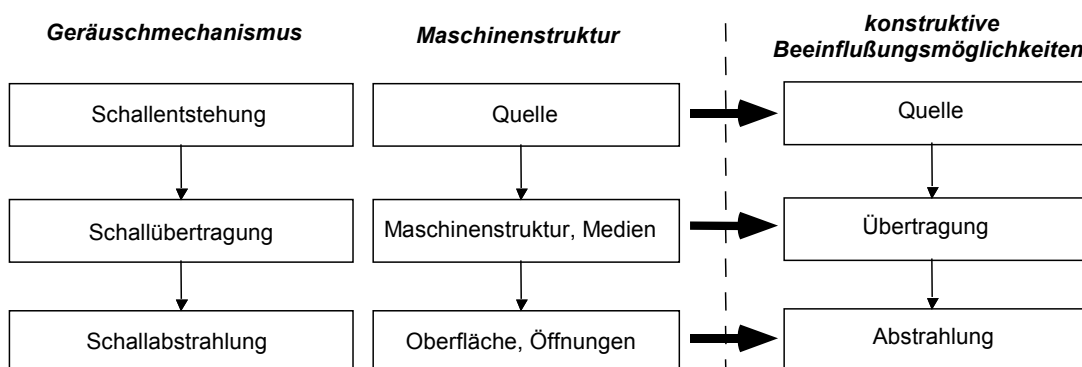 Geräuschmechanismus
Maschinenstruktur
konstruktive
Beeinflußungsmöglichkeiten
Schallentstehung
Quelle
Quelle
Schallübertragung
Maschinenstruktur, Medien
Übertragung
Schallabstrahlung
Oberfläche, Öffnungen
Abstrahlung